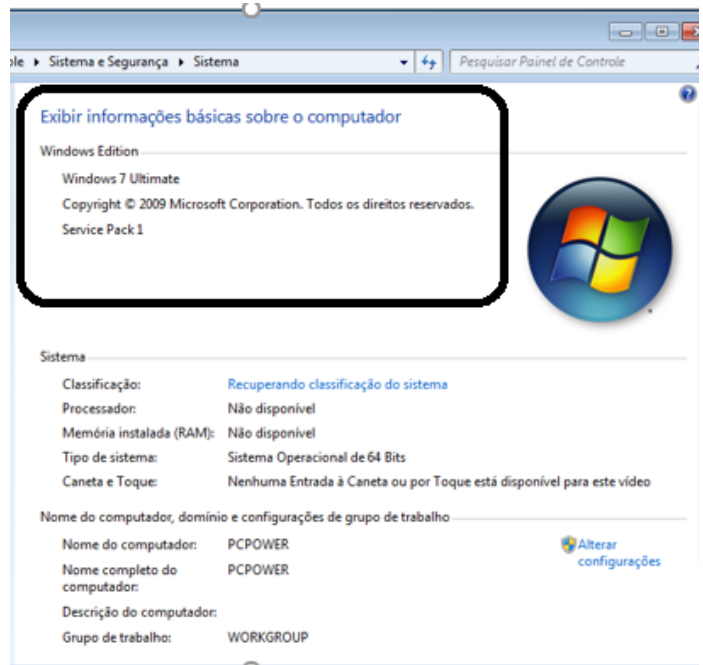 Sistema e Segurança Sistema Pesquisar Painel de Controle
Exibir informações básicas sobre o computador
Windows Edition
Windows 7 Ultimate
Copyright © 2009 Microsoft Corporation. Todos os direitos reservados.
Service Pack 1
Sistema
Classificação: Recuperando classificação do sistema
Processador: Não disponível
Memória instalada (RAM): Não disponível
Tipo de sistema: Sistema Operacional de 64 Bits
Caneta e Toque: Nenhuma Entrada à Caneta ou por Toque está disponível para este vídeo
Nome do computador, domínio e configurações de grupo de trabalho
Nome do computador: PCPOWER Alterar
configurações
Nome completo do PCPOWER
computador:
Descrição do computador:
Grupo de trabalho: WORKGROUP